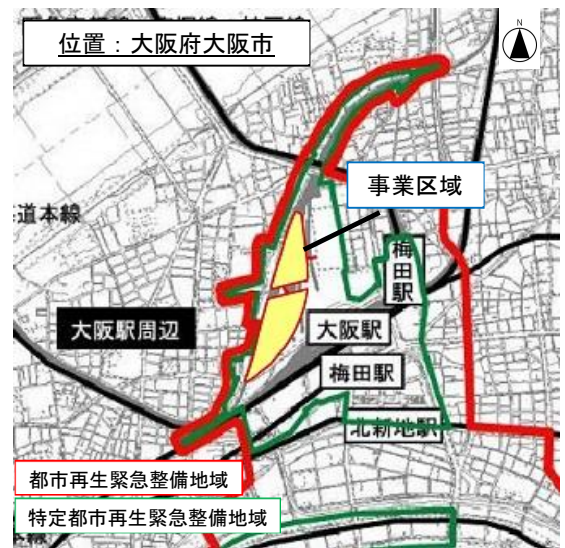 位置：大阪府大阪市
N
事業区域
道本線
梅田駅
大阪駅周辺
大阪駅
梅田駅
北新地駅
都市再生緊急整備地域
特定都市再生緊急整備地域
本線